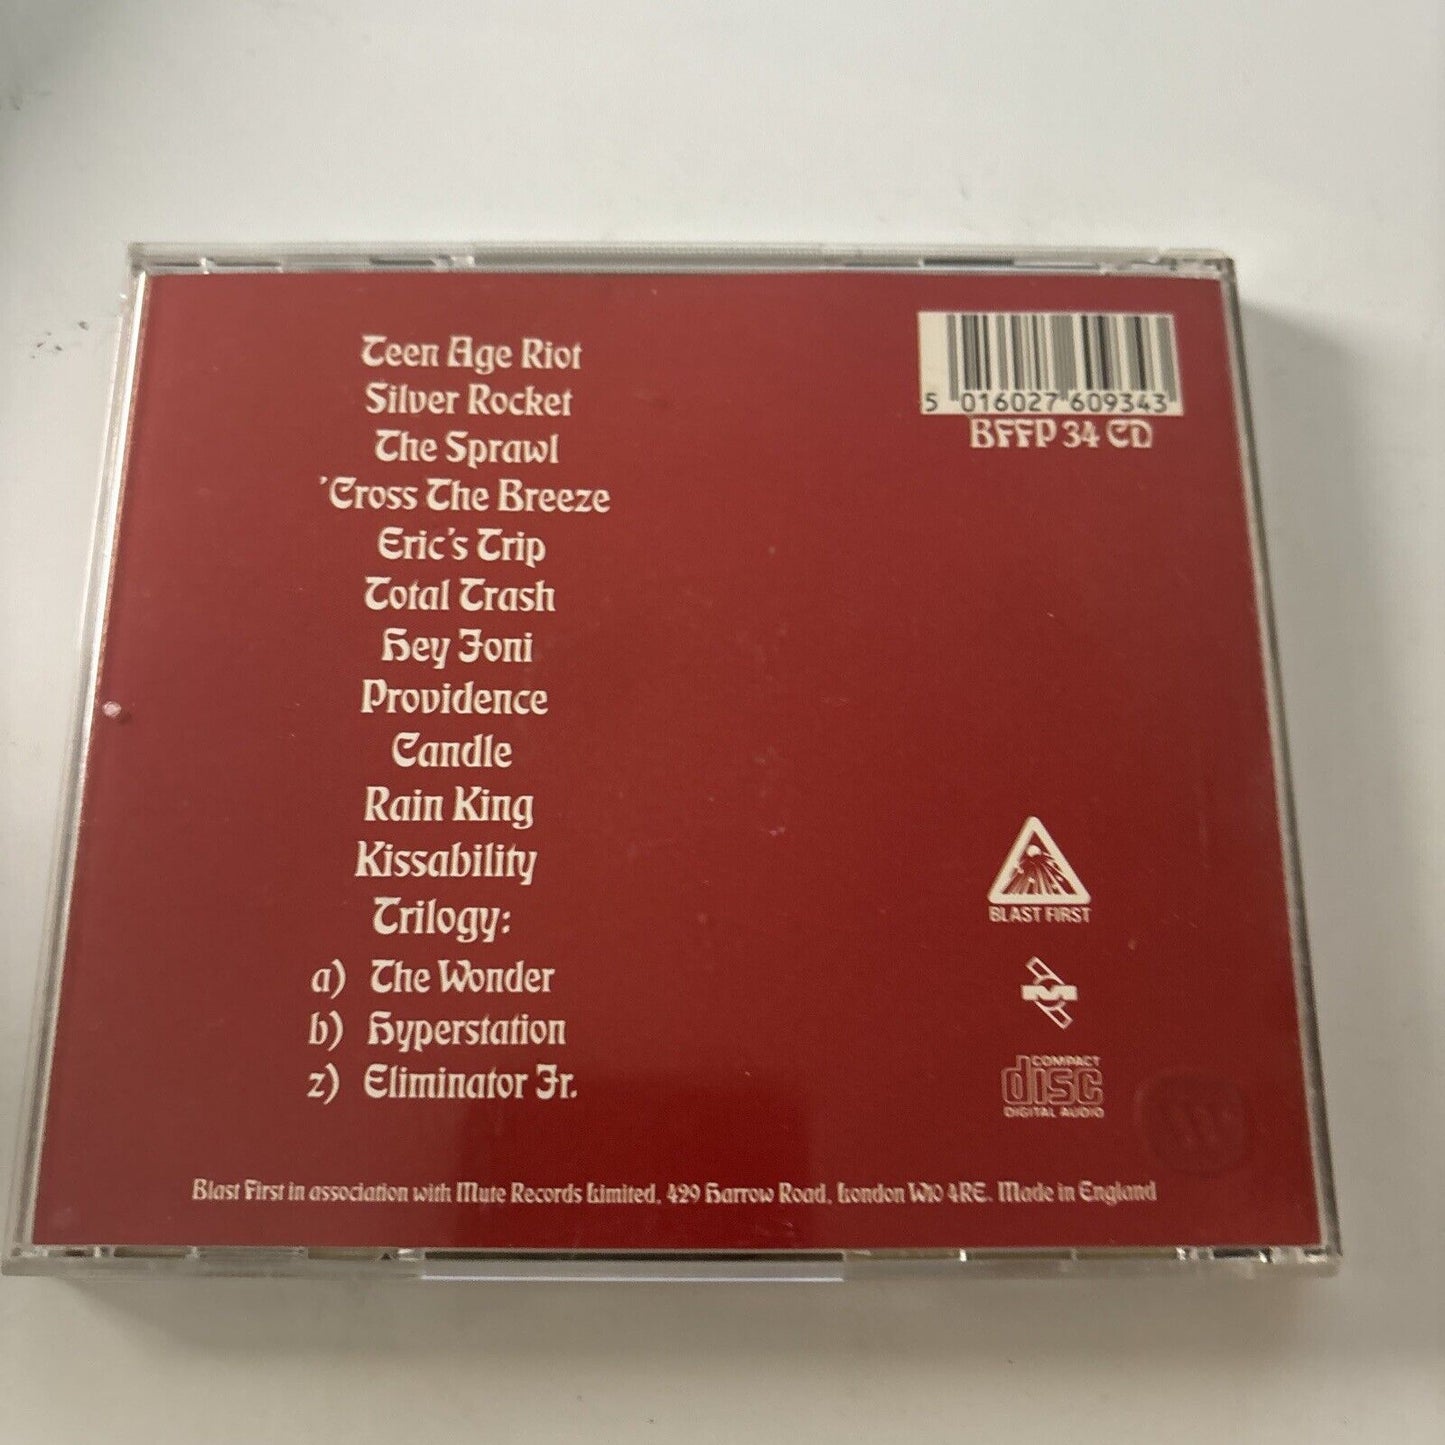 Teen Age Riot
Silver Rocket
The Sprawl
'Cross The Breeze
Eric's Trip
Total Trash
Hey Joni
Providence
Candle
Rain King
Kissability
Trilogy:
a) The Wonder
b) Hyperstation
z) Eliminator Jr.
5 016027 609343
BFFP 34 CD
BLAST FIRST
COMPACT
disc
DIGITAL AUDIO
Blast First in association with Mute Records Limited, 429 Harrow Road, London W10 4RE. Made in England